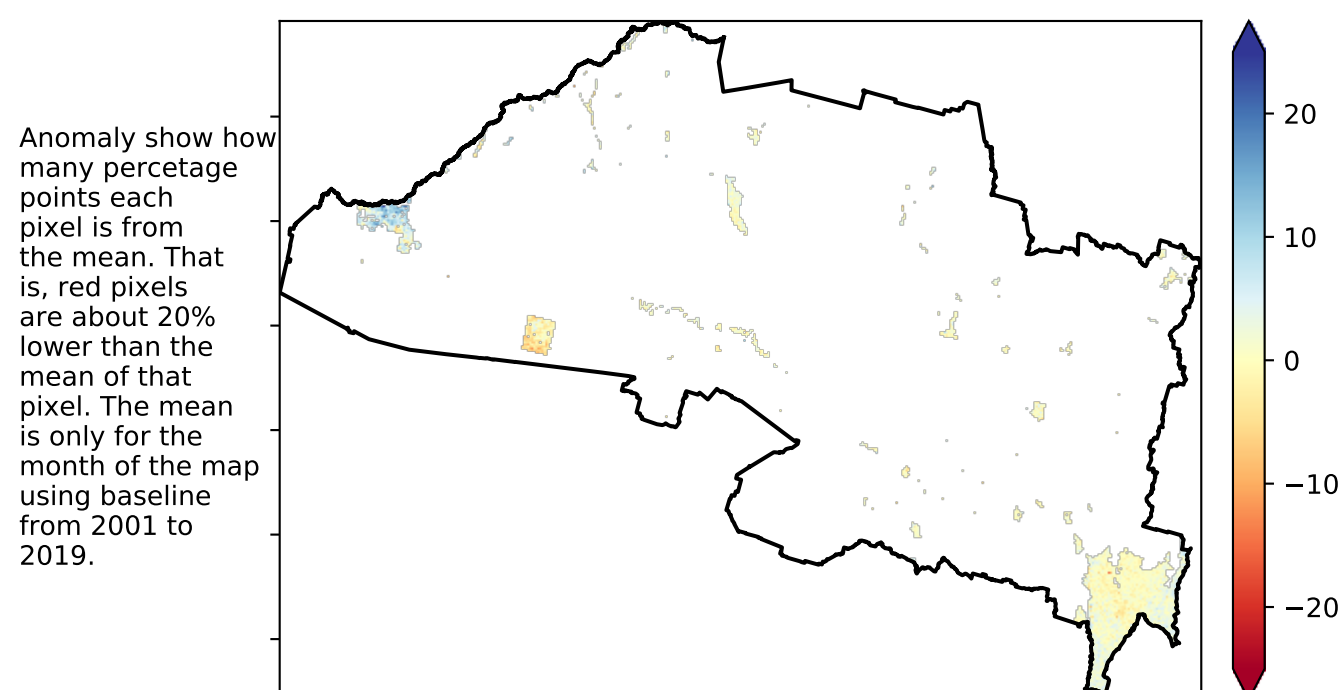 Anomaly show how
many percetage
points each
pixel is from
the mean. That
is, red pixels
are about 20%
lower than the
mean of that
pixel. The mean
is only for the
month of the map
using baseline
from 2001 to
2019.
20
10
0
−10
−20